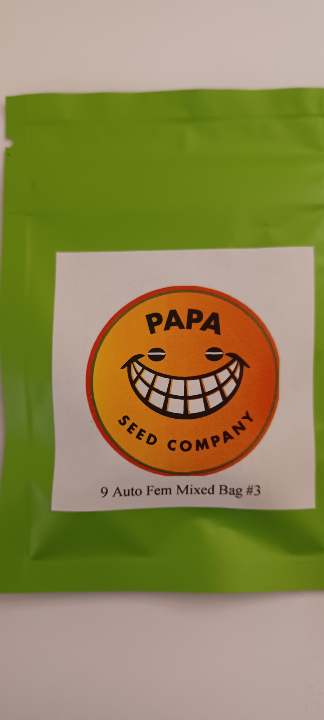 PAPA
SEED COMPANY
9 Auto Fem Mixed Bag #3